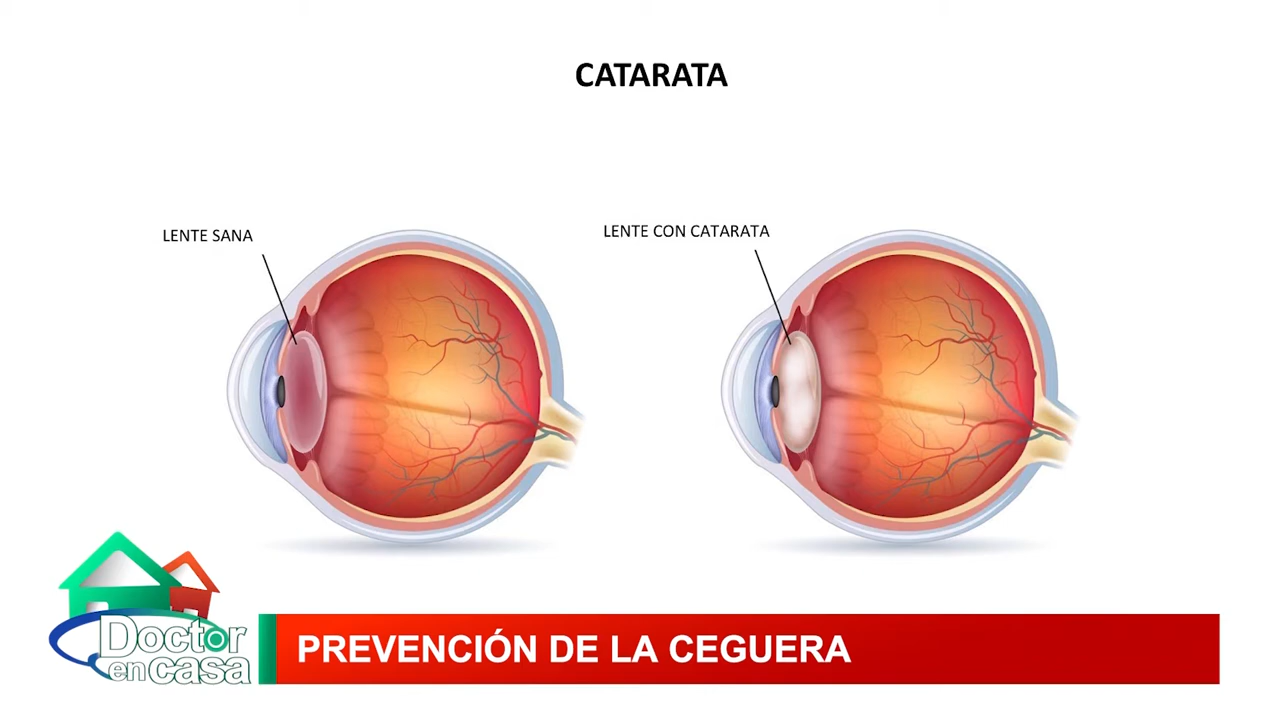 CATARATA
LENTE SANA
LENTE CON CATARATA
Doctor
en casa
PREVENCIÓN DE LA CEGUERA